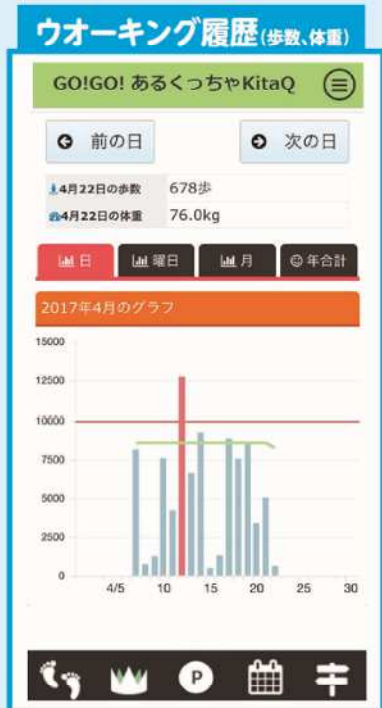 ウオーキング履歴(歩数、体重)
GO!GO! あるくっちゃKitaQ
前の日
次の日
4月22日の歩数 678歩
4月22日の体重 76.0kg
日 曜日 月 年合計
2017年4月のグラフ
15000
12500
10000
7500
5000
2500
0
4/5 10 15 20 25 30
P